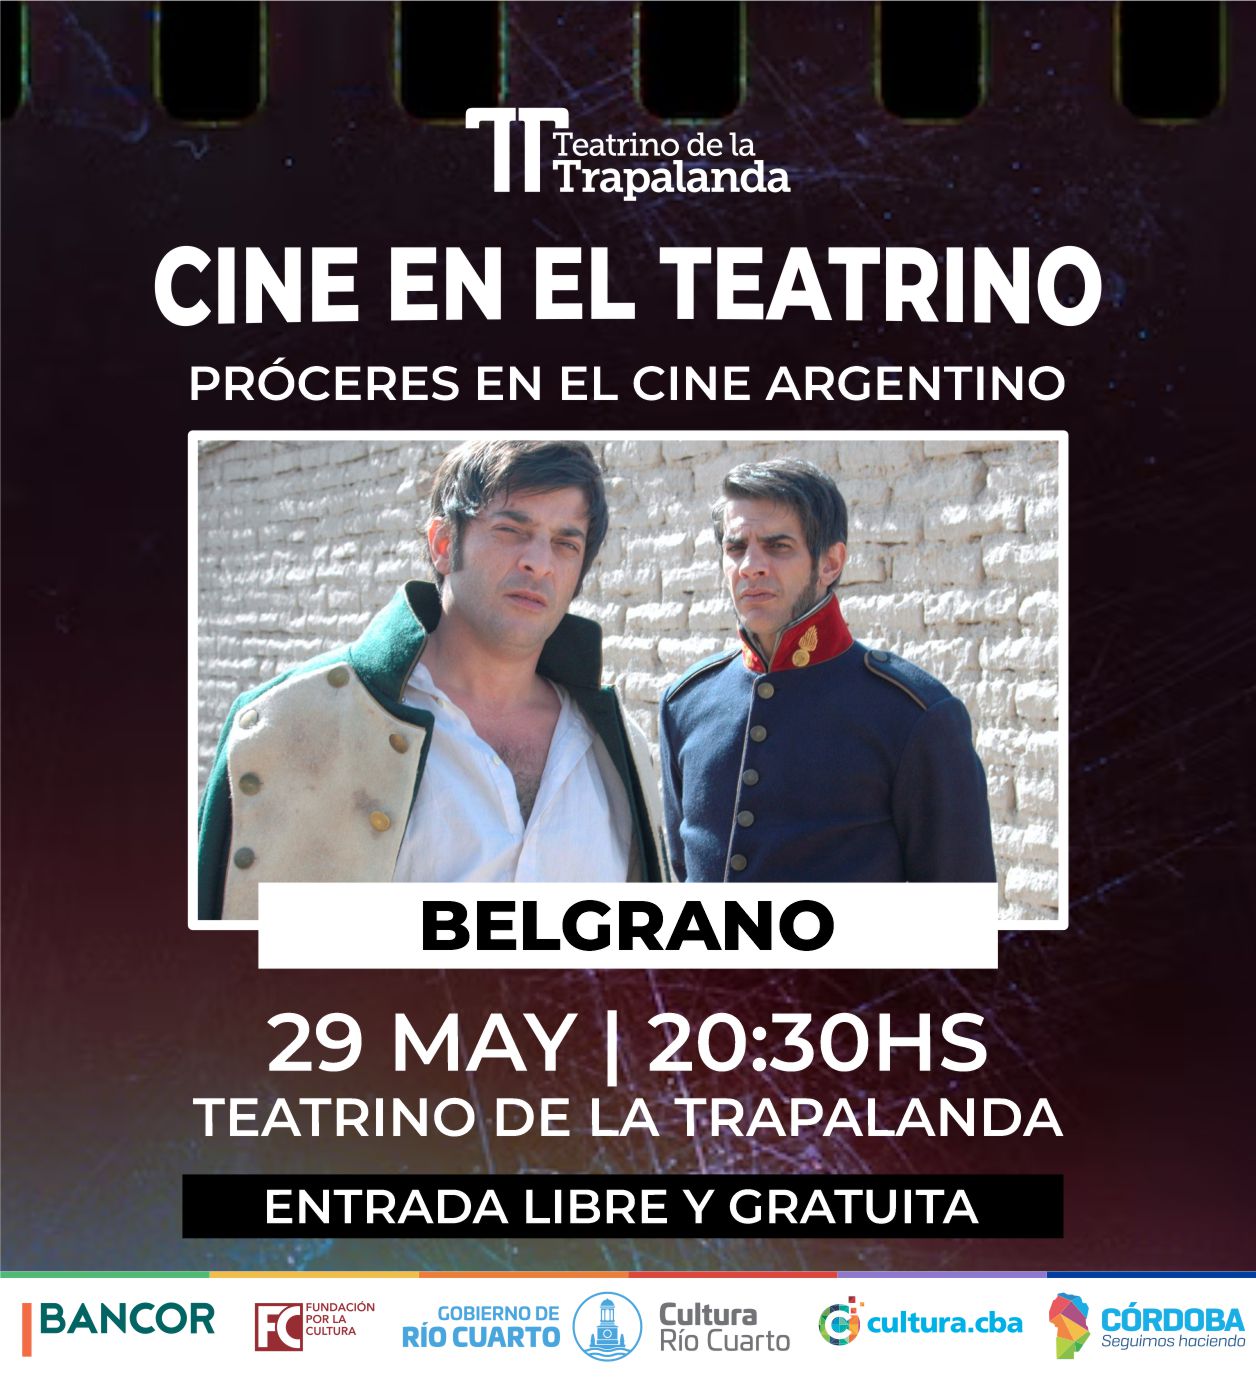 TT Teatrino de la
Trapalanda
CINE EN EL TEATRINO
PRÓCERES EN EL CINE ARGENTINO
BELGRANO
29 MAY | 20:30HS
TEATRINO DE LA TRAPALANDA
ENTRADA LIBRE Y GRATUITA
BANCOR
FC
FUNDACIÓN
POR LA
CULTURA
GOBIERNO DE
RÍO CUARTO
Cultura
Río Cuarto
cultura.cba
CÓRDOBA
Seguimos haciendo